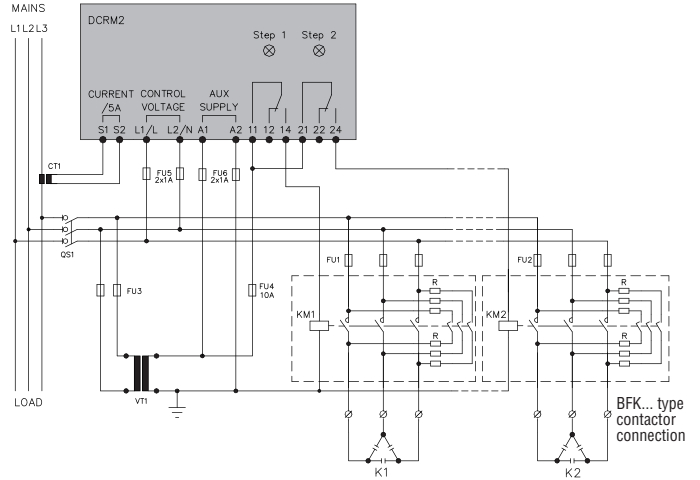 MAINS
L1 L2 L3
DCRM2
Step 1
Step 2
CURRENT
/5A
CONTROL
VOLTAGE
AUX
SUPPLY
S1 S2 L1/L L2/N A1 A2 11 12 14 21 22 24
CT1
FU5
2x1A
FU6
2x1A
QS1
FU1
FU2
FU3
FU4
10A
R
R
KM1
KM2
R
R
VT1
LOAD
BFK... type
contactor
connection
K1
K2